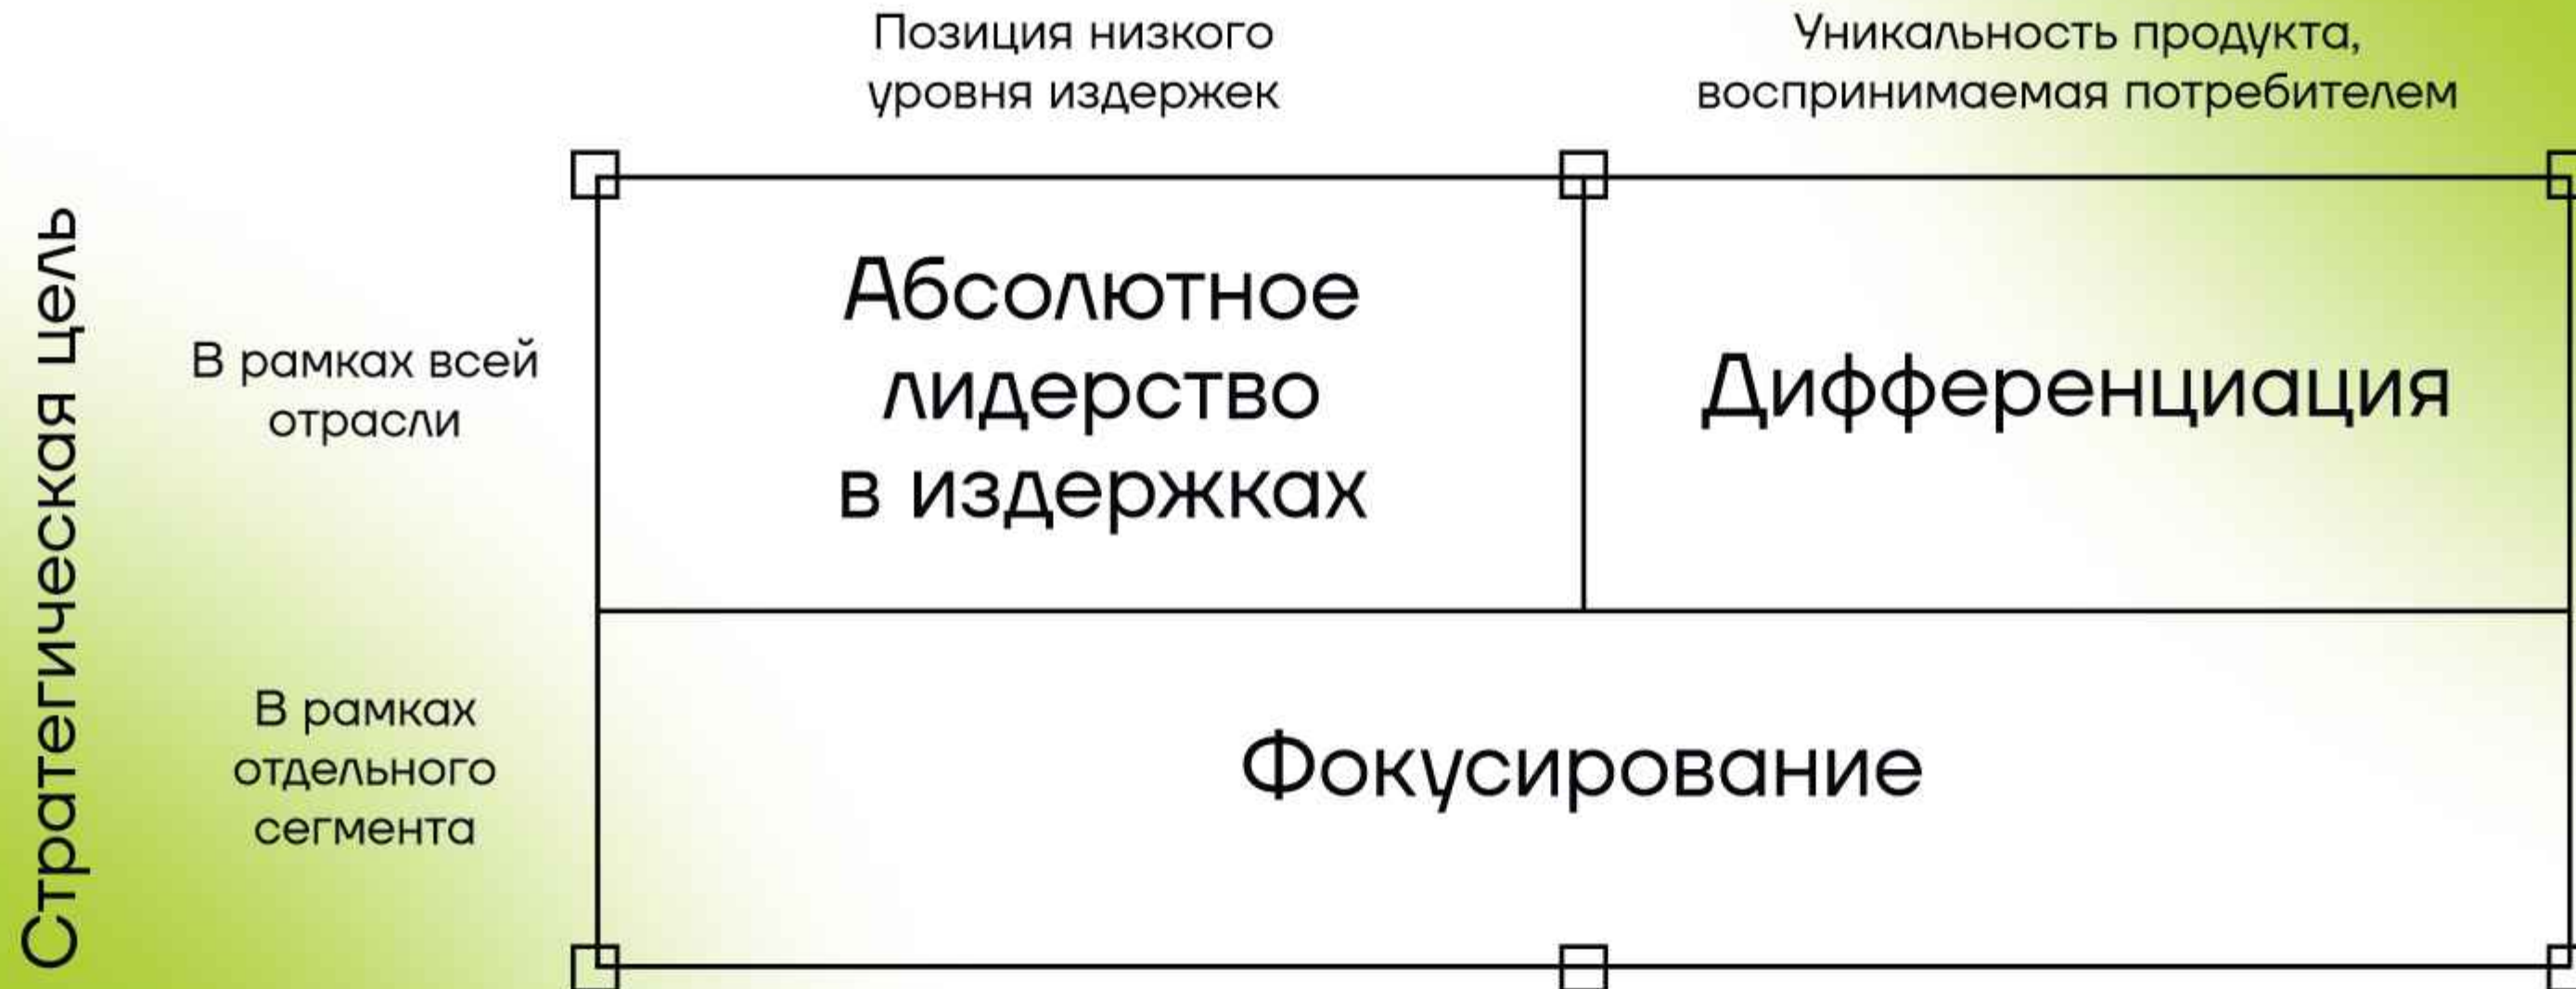 Позиция низкого
уровня издержек
Уникальность продукта,
воспринимаемая потребителем
Стратегическая цель
В рамках всей
отрасли
Абсолютное
лидерство
в издержках
Дифференциация
В рамках
отдельного
сегмента
Фокусирование